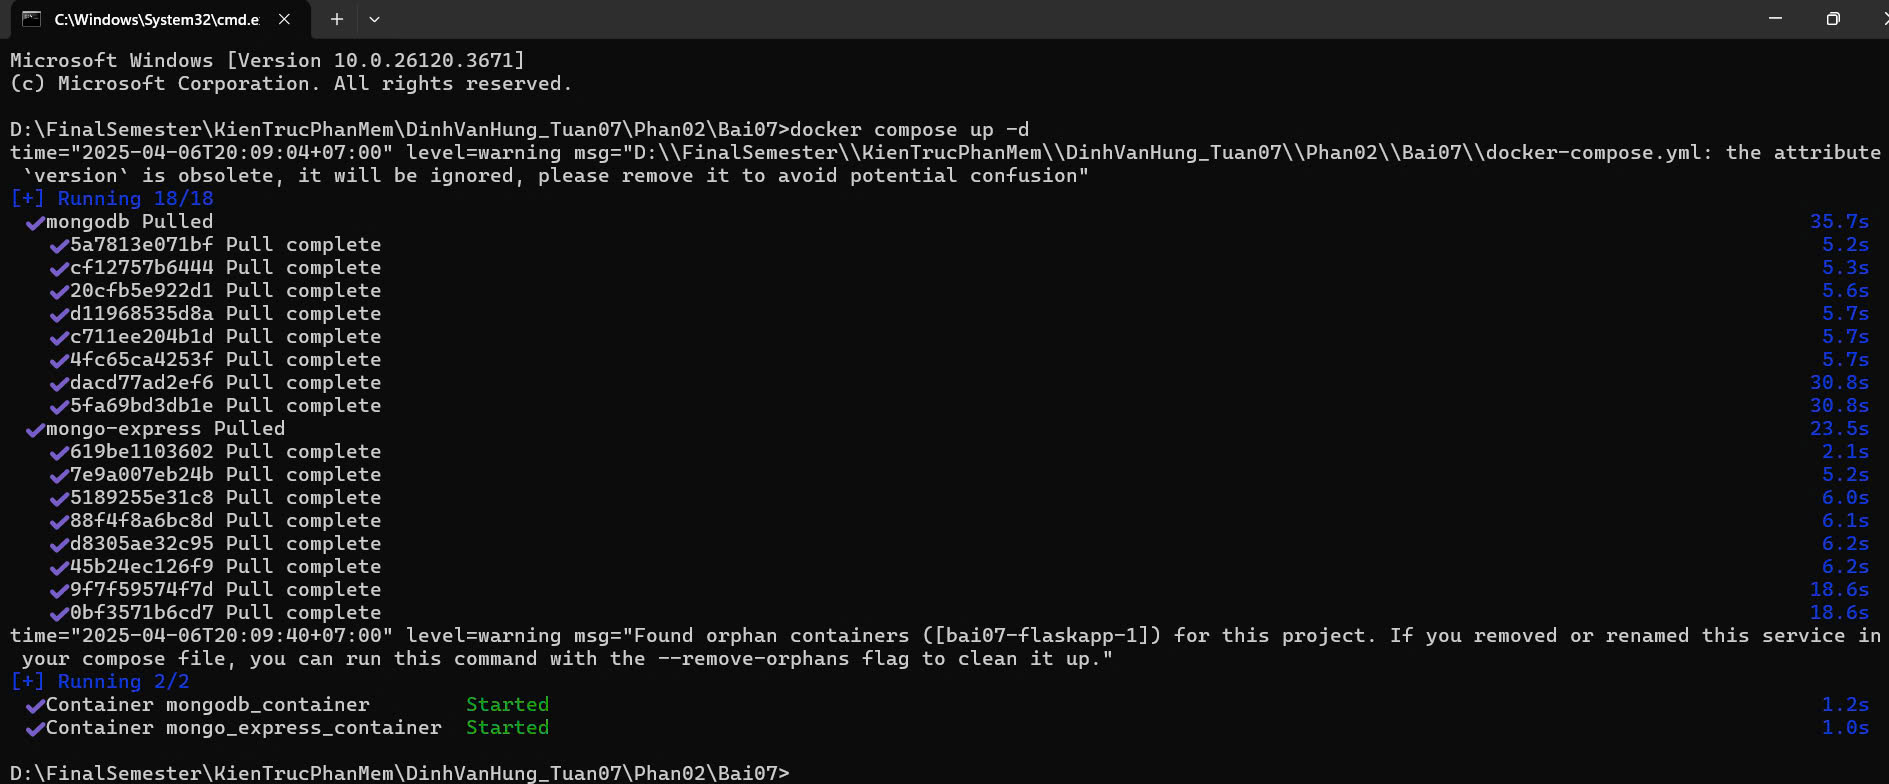 C:\Windows\System32\cmd.e
Microsoft Windows [Version 10.0.26120.3671]
(c) Microsoft Corporation. All rights reserved.
D:\FinalSemester\KienTrucPhanMem\DinhVanHung_Tuan07\Phan02\Bai07>docker compose up -d
time="2025-04-06T20:09:04+07:00" level=warning msg="D:\\FinalSemester\\KienTrucPhanMem\\DinhVanHung_Tuan07\\Phan02\\Bai07\\docker-compose.yml: the attribute
`version` is obsolete, it will be ignored, please remove it to avoid potential confusion"
[+] Running 18/18
✔mongodb Pulled 35.7s
✔5a7813e071bf Pull complete 5.2s
✔cf12757b6444 Pull complete 5.3s
✔20cfb5e922d1 Pull complete 5.6s
✔d11968535d8a Pull complete 5.7s
✔c711ee204b1d Pull complete 5.7s
✔4fc65ca4253f Pull complete 5.7s
✔dacd77ad2ef6 Pull complete 30.8s
✔5fa69bd3db1e Pull complete 30.8s
✔mongo-express Pulled 23.5s
✔619be1103602 Pull complete 2.1s
✔7e9a007eb24b Pull complete 5.2s
✔5189255e31c8 Pull complete 6.0s
✔88f4f8a6bc8d Pull complete 6.1s
✔d8305ae32c95 Pull complete 6.2s
✔45b24ec126f9 Pull complete 6.2s
✔9f7f59574f7d Pull complete 18.6s
✔0bf3571b6cd7 Pull complete 18.6s
time="2025-04-06T20:09:40+07:00" level=warning msg="Found orphan containers ([bai07-flaskapp-1]) for this project. If you removed or renamed this service in
your compose file, you can run this command with the --remove-orphans flag to clean it up."
[+] Running 2/2
✔Container mongodb_container Started 1.2s
✔Container mongo_express_container Started 1.0s
D:\FinalSemester\KienTrucPhanMem\DinhVanHung_Tuan07\Phan02\Bai07>